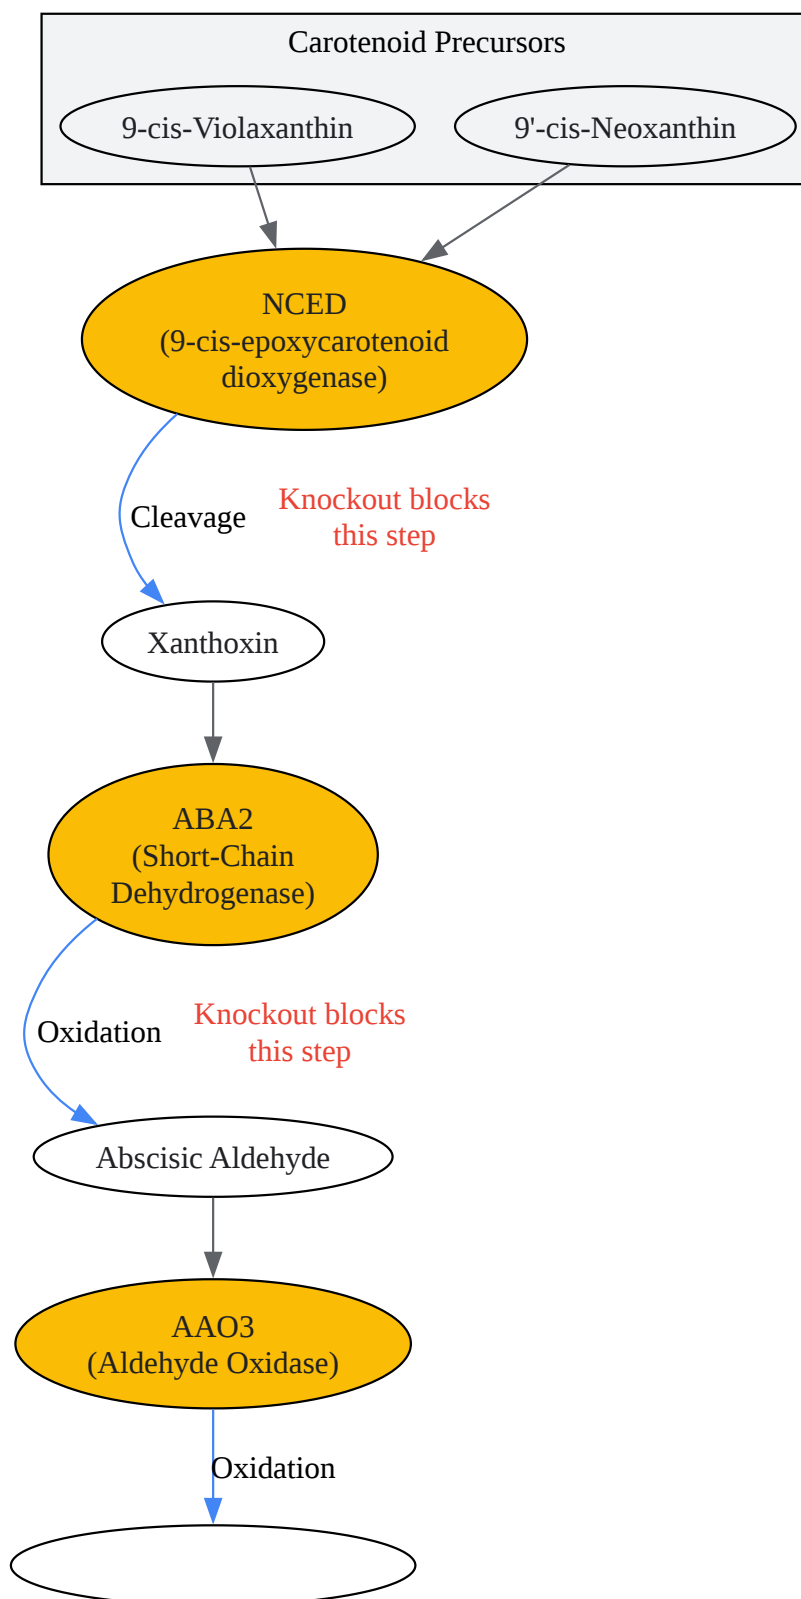 Carotenoid Precursors
9-cis-Violaxanthin
9'-cis-Neoxanthin
NCED
(9-cis-epoxycarotenoid
dioxygenase)
Cleavage
Knockout blocks
this step
Xanthoxin
ABA2
(Short-Chain
Dehydrogenase)
Oxidation
Knockout blocks
this step
Abscisic Aldehyde
AAO3
(Aldehyde Oxidase)
Oxidation